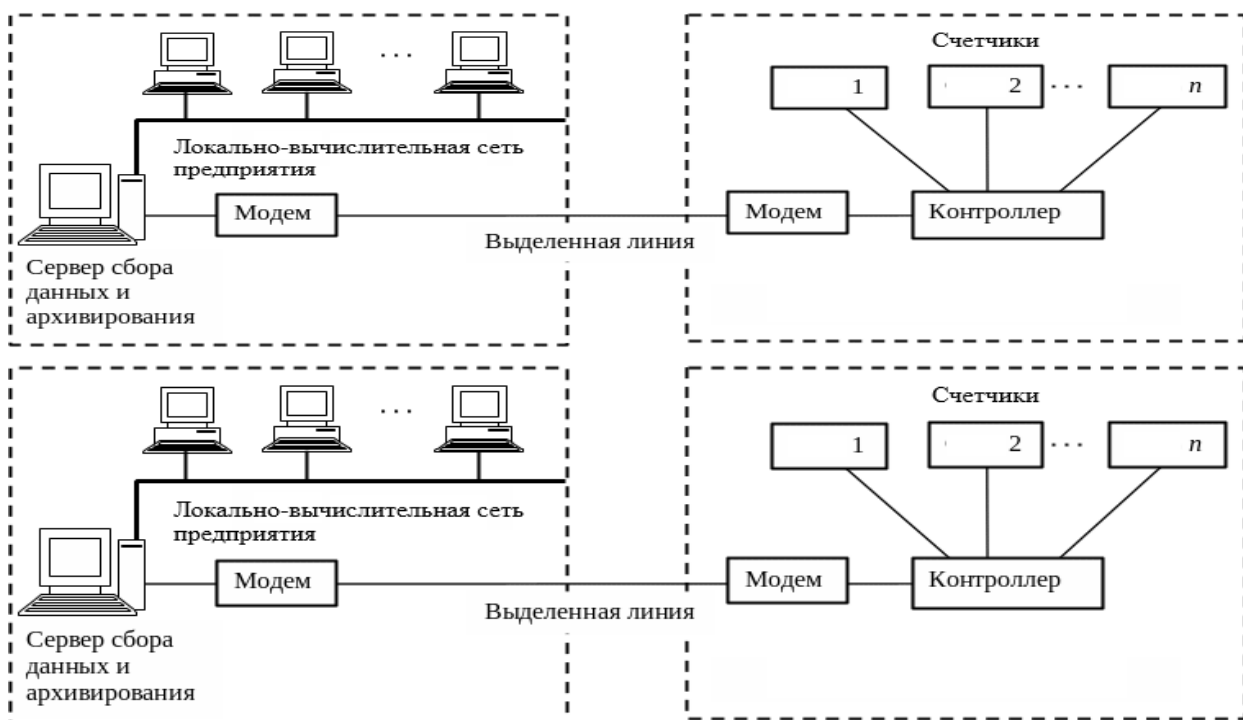 Счетчики
1
2
...
n
...
Локально-вычислительная сеть
предприятия
Модем
Модем
Контроллер
Выделенная линия
Сервер сбора
данных и
архивирования
Счетчики
1
2
...
n
...
Локально-вычислительная сеть
предприятия
Модем
Модем
Контроллер
Выделенная линия
Сервер сбора
данных и
архивирования